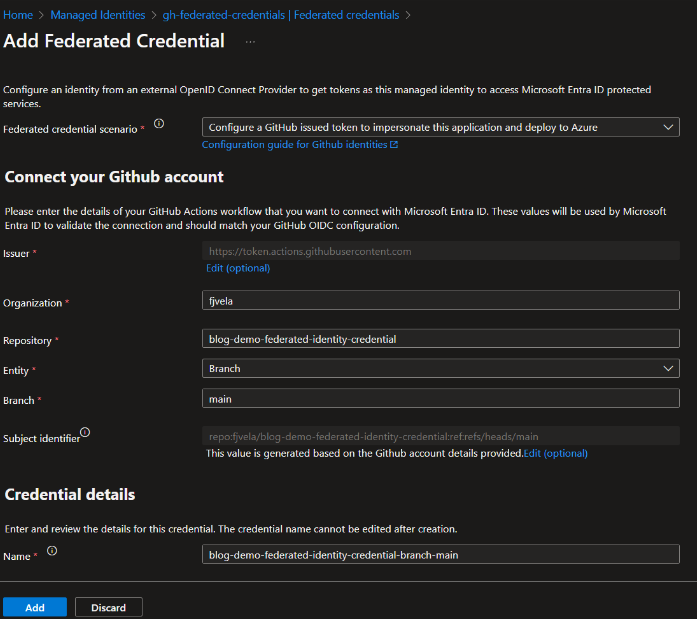 Home > Managed Identities > gh-federated-credentials | Federated credentials >
Add Federated Credential ...
Configure an identity from an external OpenID Connect Provider to get tokens as this managed identity to access Microsoft Entra ID protected
services.
Federated credential scenario * Configure a GitHub issued token to impersonate this application and deploy to Azure
Configuration guide for Github identities
Connect your Github account
Please enter the details of your GitHub Actions workflow that you want to connect with Microsoft Entra ID. These values will be used by Microsoft
Entra ID to validate the connection and should match your GitHub OIDC configuration.
Issuer * https://token.actions.githubusercontent.com
Edit (optional)
Organization * fjvela
Repository * blog-demo-federated-identity-credential
Entity * Branch
Branch * main
Subject identifier repo:fjvela/blog-demo-federated-identity-credential:ref:refs/heads/main
This value is generated based on the Github account details provided.Edit (optional)
Credential details
Enter and review the details for this credential. The credential name cannot be edited after creation.
Name * blog-demo-federated-identity-credential-branch-main
Add Discard